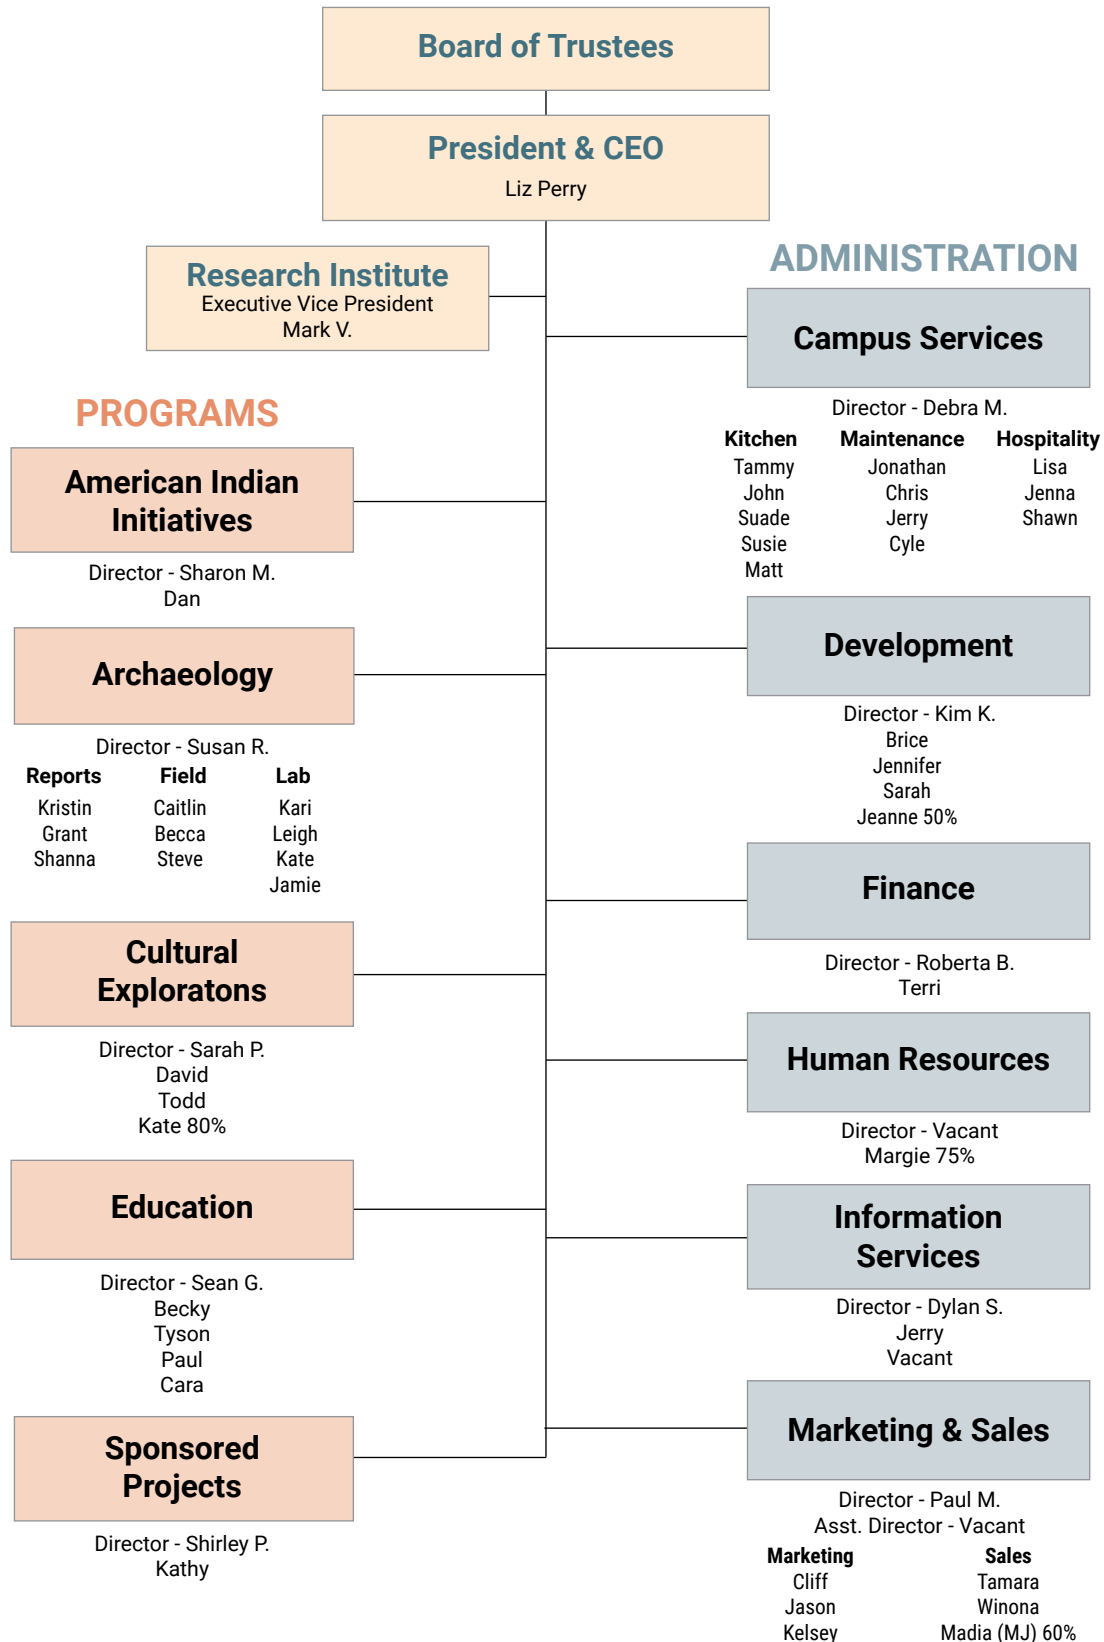 Board of Trustees
President & CEO
Liz Perry
Research Institute
Executive Vice President
Mark V.
PROGRAMS
American Indian
Initiatives
Director - Sharon M.
Dan
Archaeology
Director - Susan R.
Reports Field Lab
Kristin Caitlin Kari
Grant Becca Leigh
Shanna Steve Kate
Jamie
Cultural
Exploratons
Director - Sarah P.
David
Todd
Kate 80%
Education
Director - Sean G.
Becky
Tyson
Paul
Cara
Sponsored
Projects
Director - Shirley P.
Kathy
ADMINISTRATION
Campus Services
Director - Debra M.
Kitchen Maintenance Hospitality
Tammy Jonathan Lisa
John Chris Jenna
Suade Jerry Shawn
Susie Cyle
Matt
Development
Director - Kim K.
Brice
Jennifer
Sarah
Jeanne 50%
Finance
Director - Roberta B.
Terri
Human Resources
Director - Vacant
Margie 75%
Information
Services
Director - Dylan S.
Jerry
Vacant
Marketing & Sales
Director - Paul M.
Asst. Director - Vacant
Marketing Sales
Cliff Tamara
Jason Winona
Kelsey Madia (MJ) 60%